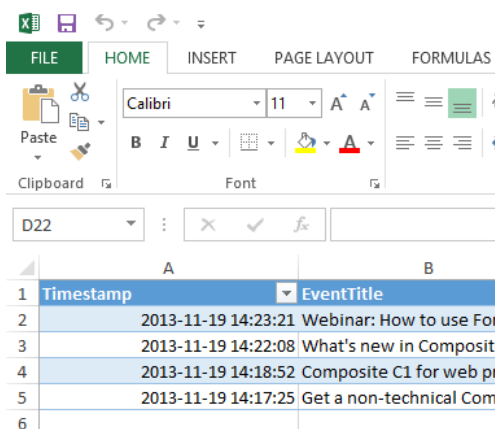 FILE HOME INSERT PAGE LAYOUT FORMULAS
Calibri 11 A A
Paste B I U A
Clipboard Font
D22 fx
A B
1 Timestamp EventTitle
2 2013-11-19 14:23:21 Webinar: How to use For
3 2013-11-19 14:22:08 What's new in Composit
4 2013-11-19 14:18:52 Composite C1 for web pr
5 2013-11-19 14:17:25 Get a non-technical Com
6